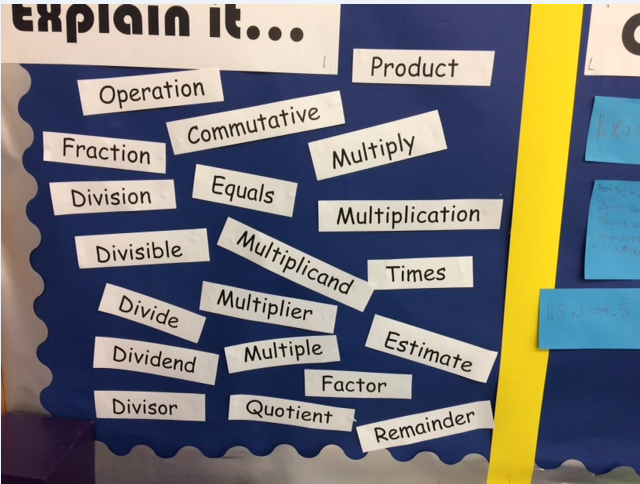 Explain it...
Product
Operation
Commutative
Multiply
Fraction
Equals
Division
Multiplication
Divisible
Multiplicand
Times
Divide
Multiplier
Estimate
Dividend
Multiple
Factor
Divisor
Quotient
Remainder